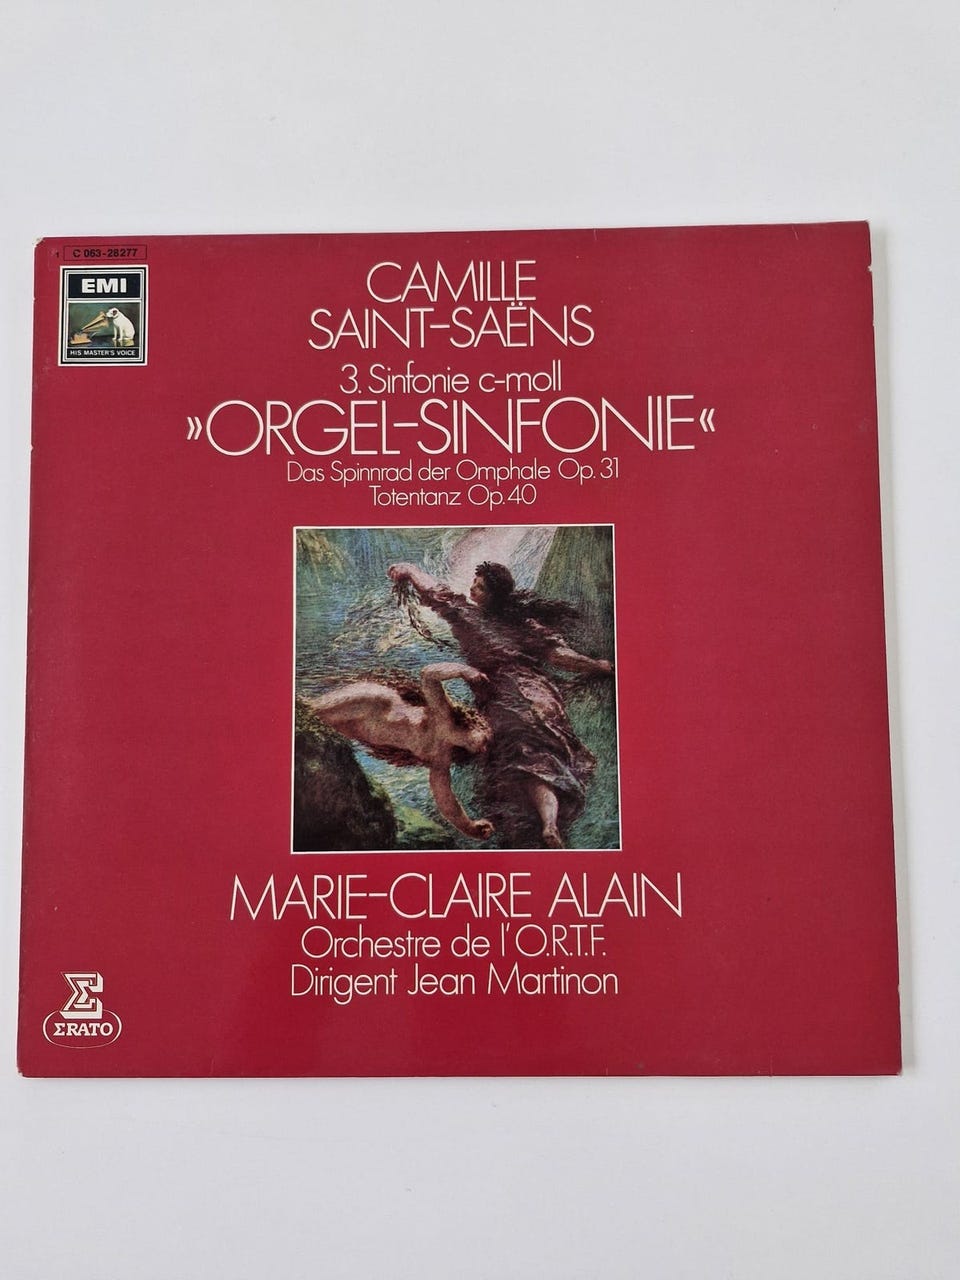 1 C 063-28277
EMI
HIS MASTER'S VOICE
CAMILLE
SAINT-SAËNS
3. Sinfonie c-moll
»ORGEL-SINFONIE«
Das Spinnrad der Omphale Op. 31
Totentanz Op. 40
MARIE-CLAIRE ALAIN
Orchestre de l'O.R.T.F.
Dirigent Jean Martinon
ΣRATO